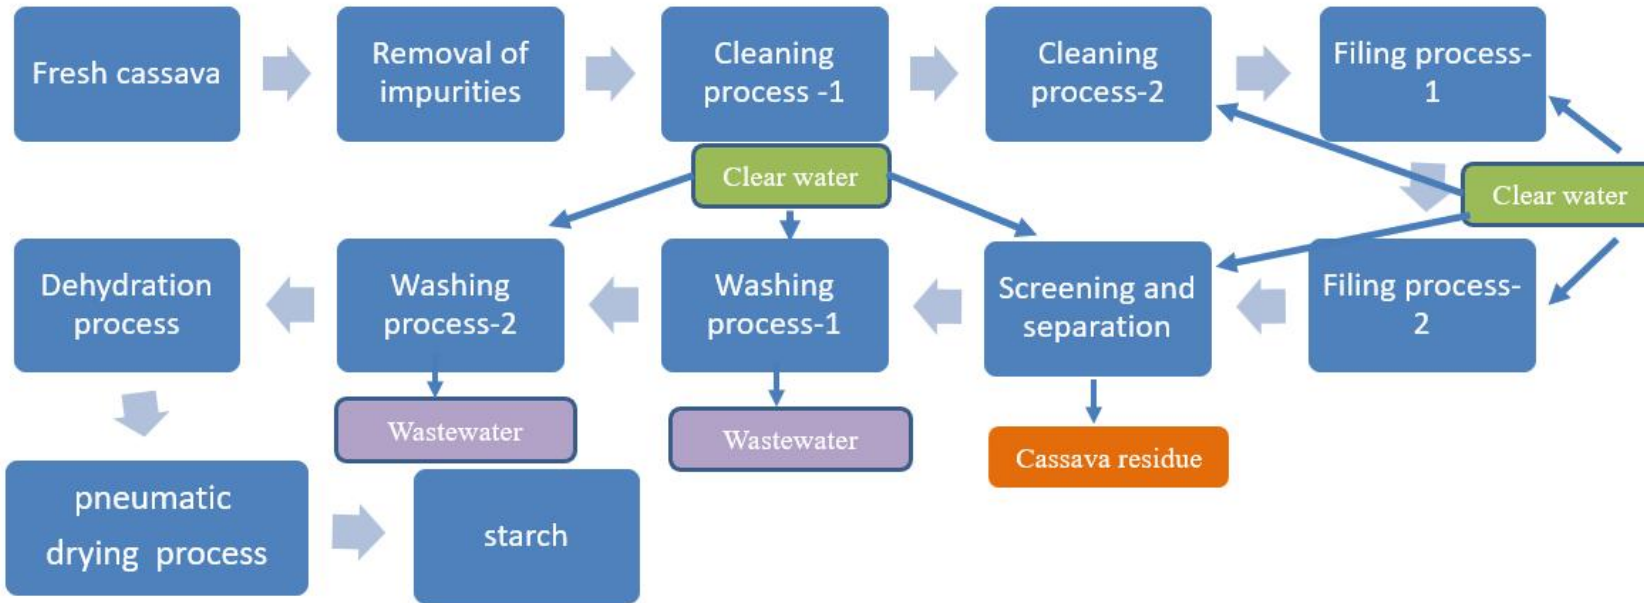 Fresh cassava
Removal of
impurities
Cleaning
process -1
Cleaning
process-2
Filing process-
1
Clear water
Clear water
Dehydration
process
Washing
process-2
Washing
process-1
Screening and
separation
Filing process-
2
Wastewater
Wastewater
Cassava residue
pneumatic
drying process
starch